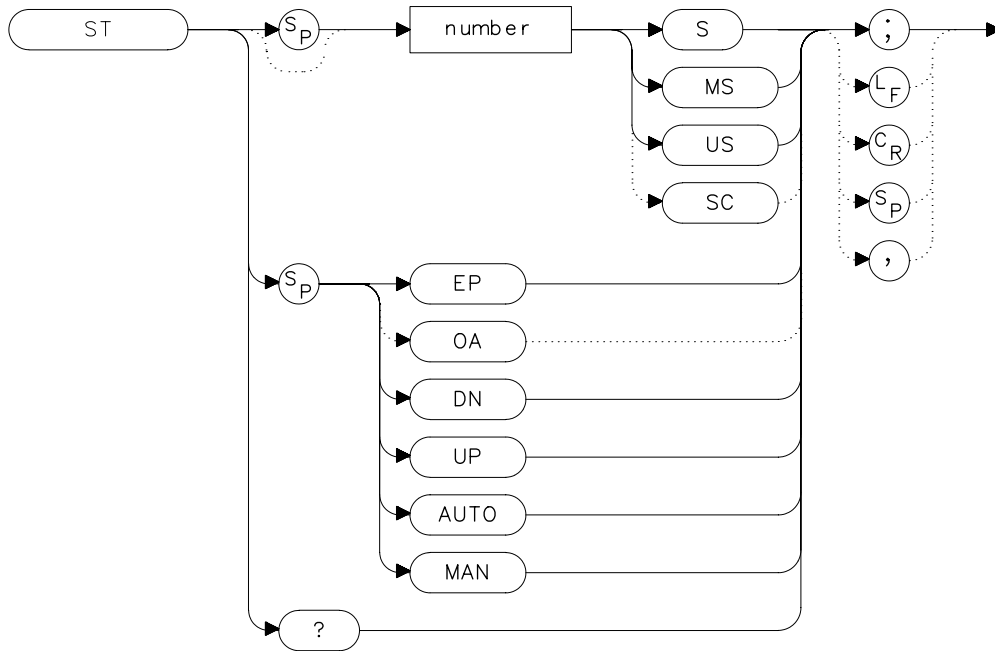 ST SP number S ;
MS LF
US CR
SC SP
,
SP EP
OA
DN
UP
AUTO
MAN
?